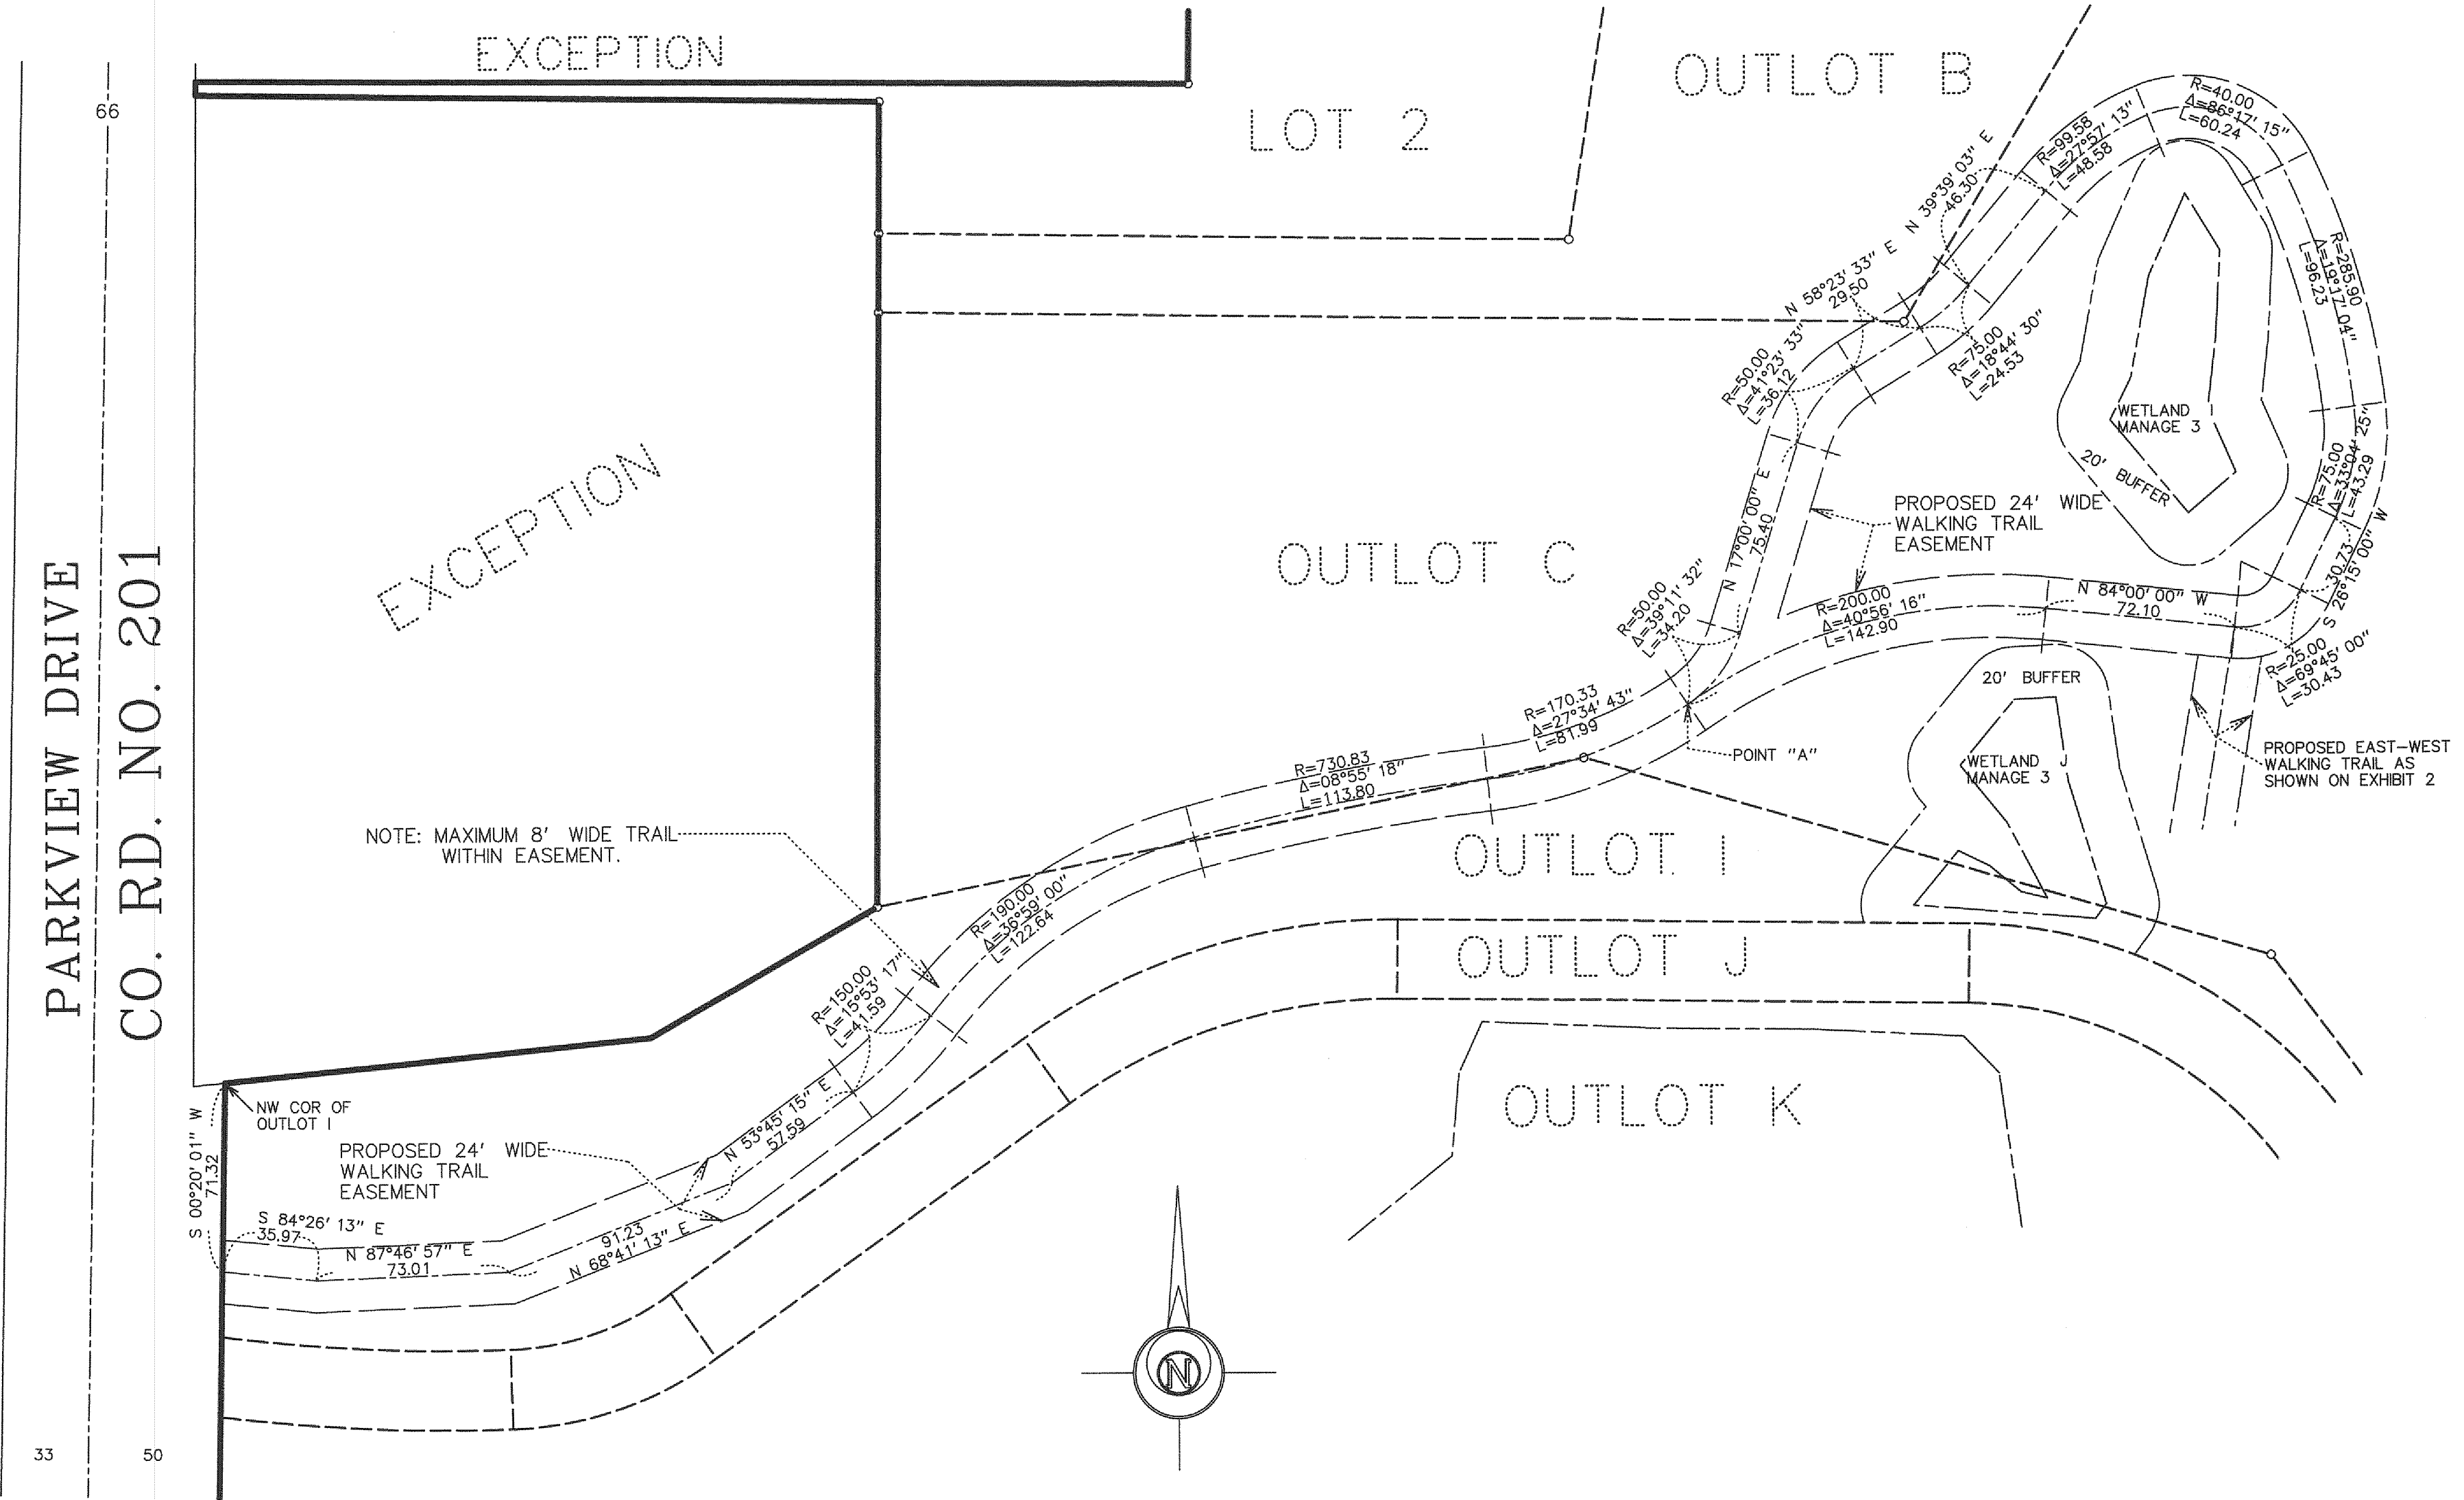 EXCEPTION
66
LOT 2
OUTLOT B
R=40.00
Δ=86°17' 15"
L=60.24
R=99.58
Δ=27°57' 13"
L=48.58
N 39°39' 03" E
46.30
N 58°23' 33" E
29.50
R=285.90
Δ=19°17' 04"
L=96.23
R=75.00
Δ=18°44' 30"
L=24.53
R=50.00
Δ=41°23' 33"
L=36.12
WETLAND I
MANAGE 3
20' BUFFER
R=75.00
Δ=33°04' 25"
L=43.29
EXCEPTION
PARKVIEW DRIVE
CO. RD. NO. 201
OUTLOT C
N 17°00' 00" E
75.40
PROPOSED 24' WIDE
WALKING TRAIL
EASEMENT
30.73
S 26°15' 00" W
R=50.00
Δ=39°11' 32"
L=34.20
R=200.00
Δ=40°56' 16"
L=142.90
N 84°00' 00" W
72.10
R=25.00
Δ=69°45' 00"
L=30.43
20' BUFFER
R=170.33
Δ=27°34' 43"
L=81.99
POINT "A"
WETLAND J
MANAGE 3
PROPOSED EAST-WEST
WALKING TRAIL AS
SHOWN ON EXHIBIT 2
R=730.83
Δ=08°55' 18"
L=113.80
NOTE: MAXIMUM 8' WIDE TRAIL
WITHIN EASEMENT.
OUTLOT I
R=190.00
Δ=36°59' 00"
L=122.64
R=150.00
Δ=15°53' 17"
L=41.59
OUTLOT J
OUTLOT K
NW COR OF
OUTLOT I
S 00°20' 01" W
71.32
PROPOSED 24' WIDE
WALKING TRAIL
EASEMENT
N 53°45' 15" E
57.59
S 84°26' 13" E
35.97
N 87°46' 57" E
73.01
91.23
N 68°41' 13" E
N
33
50